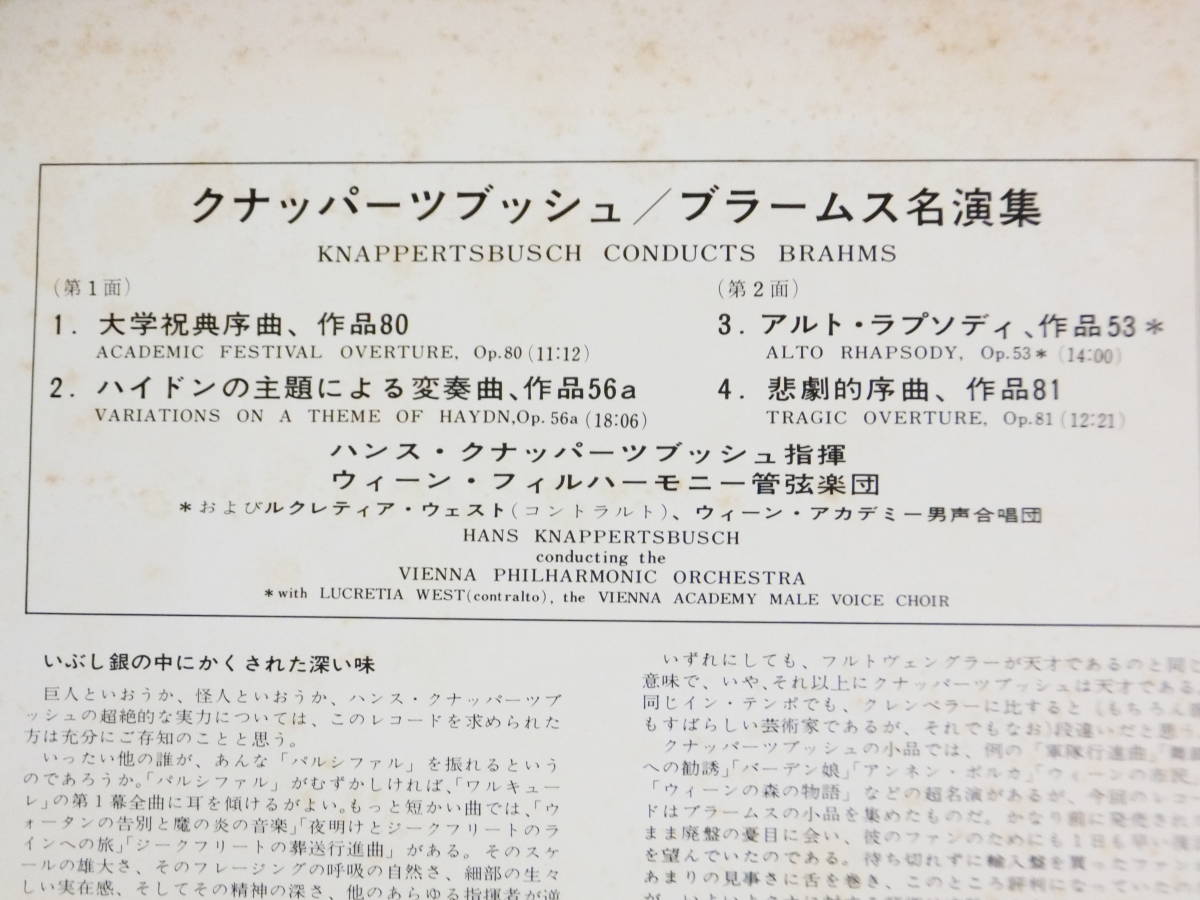 クナッパーツブッシュ/ブラームス名演集
KNAPPERTSBUSCH CONDUCTS BRAHMS
(第1面)
1. 大学祝典序曲、作品80
ACADEMIC FESTIVAL OVERTURE, Op.80 (11:12)
2. ハイドンの主題による変奏曲、作品56a
VARIATIONS ON A THEME OF HAYDN,Op. 56a (18:06)
(第2面)
3. アルト・ラプソディ、作品53*
ALTO RHAPSODY, Op.53* (14:00)
4. 悲劇的序曲、作品81
TRAGIC OVERTURE, Op.81 (12:21)
ハンス・クナッパーツブッシュ指揮
ウィーン・フィルハーモニー管弦楽団
*およびルクレティア・ウェスト(コントラルト)、ウィーン・アカデミー男声合唱団
HANS KNAPPERTSBUSCH
conducting the
VIENNA PHILHARMONIC ORCHESTRA
*with LUCRETIA WEST(contralto), the VIENNA ACADEMY MALE VOICE CHOIR
いぶし銀の中にかくされた深い味
巨人といおうか、怪人といおうか、ハンス・クナッパーツブ
ッシュの超絶的な実力については、このレコードを求められた
方は充分にご存知のことと思う。
いったい他の誰が、あんな「パルシファル」を振れるという
のであろうか。「パルシファル」がむずかしければ、「ワルキュー
レ」の第1幕全曲に耳を傾けるがよい。もっと短かい曲では、「ウ
ォータンの告別と魔の炎の音楽」「夜明けとジークフリートのラ
インへの旅」「ジークフリートの葬送行進曲」がある。そのスケ
ールの雄大さ、そのフレージングの呼吸の自然さ、細部の生々
しい実在感、そしてその精神の深さ、他のあらゆる指揮者が逆
いずれにしても、フルトヴェングラーが天才であるのと同じ
意味で、いや、それ以上にクナッパーツブッシュは天才である
同じイン・テンポでも、クレンペラーに比すると(もちろん
もすばらしい芸術家であるが、それでもなお)段違いだと思う
クナッパーツブッシュの小品では、例の「軍隊行進曲」「舞踏
への勧誘」「バーデン娘」「アンネン・ポルカ」「ウィーンの市民」
「ウィーンの森の物語」などの超名演があるが、今回のレコー
ドはブラームスの小品を集めたものだ。かなり前に発売され
まま廃盤の憂目に会い、彼のファンのためにも1日も早い復
を望んでいたのである。待ち切れずに輸入盤を買ったファン
あまりの見事さに舌を巻き、このところ評判になっていたの